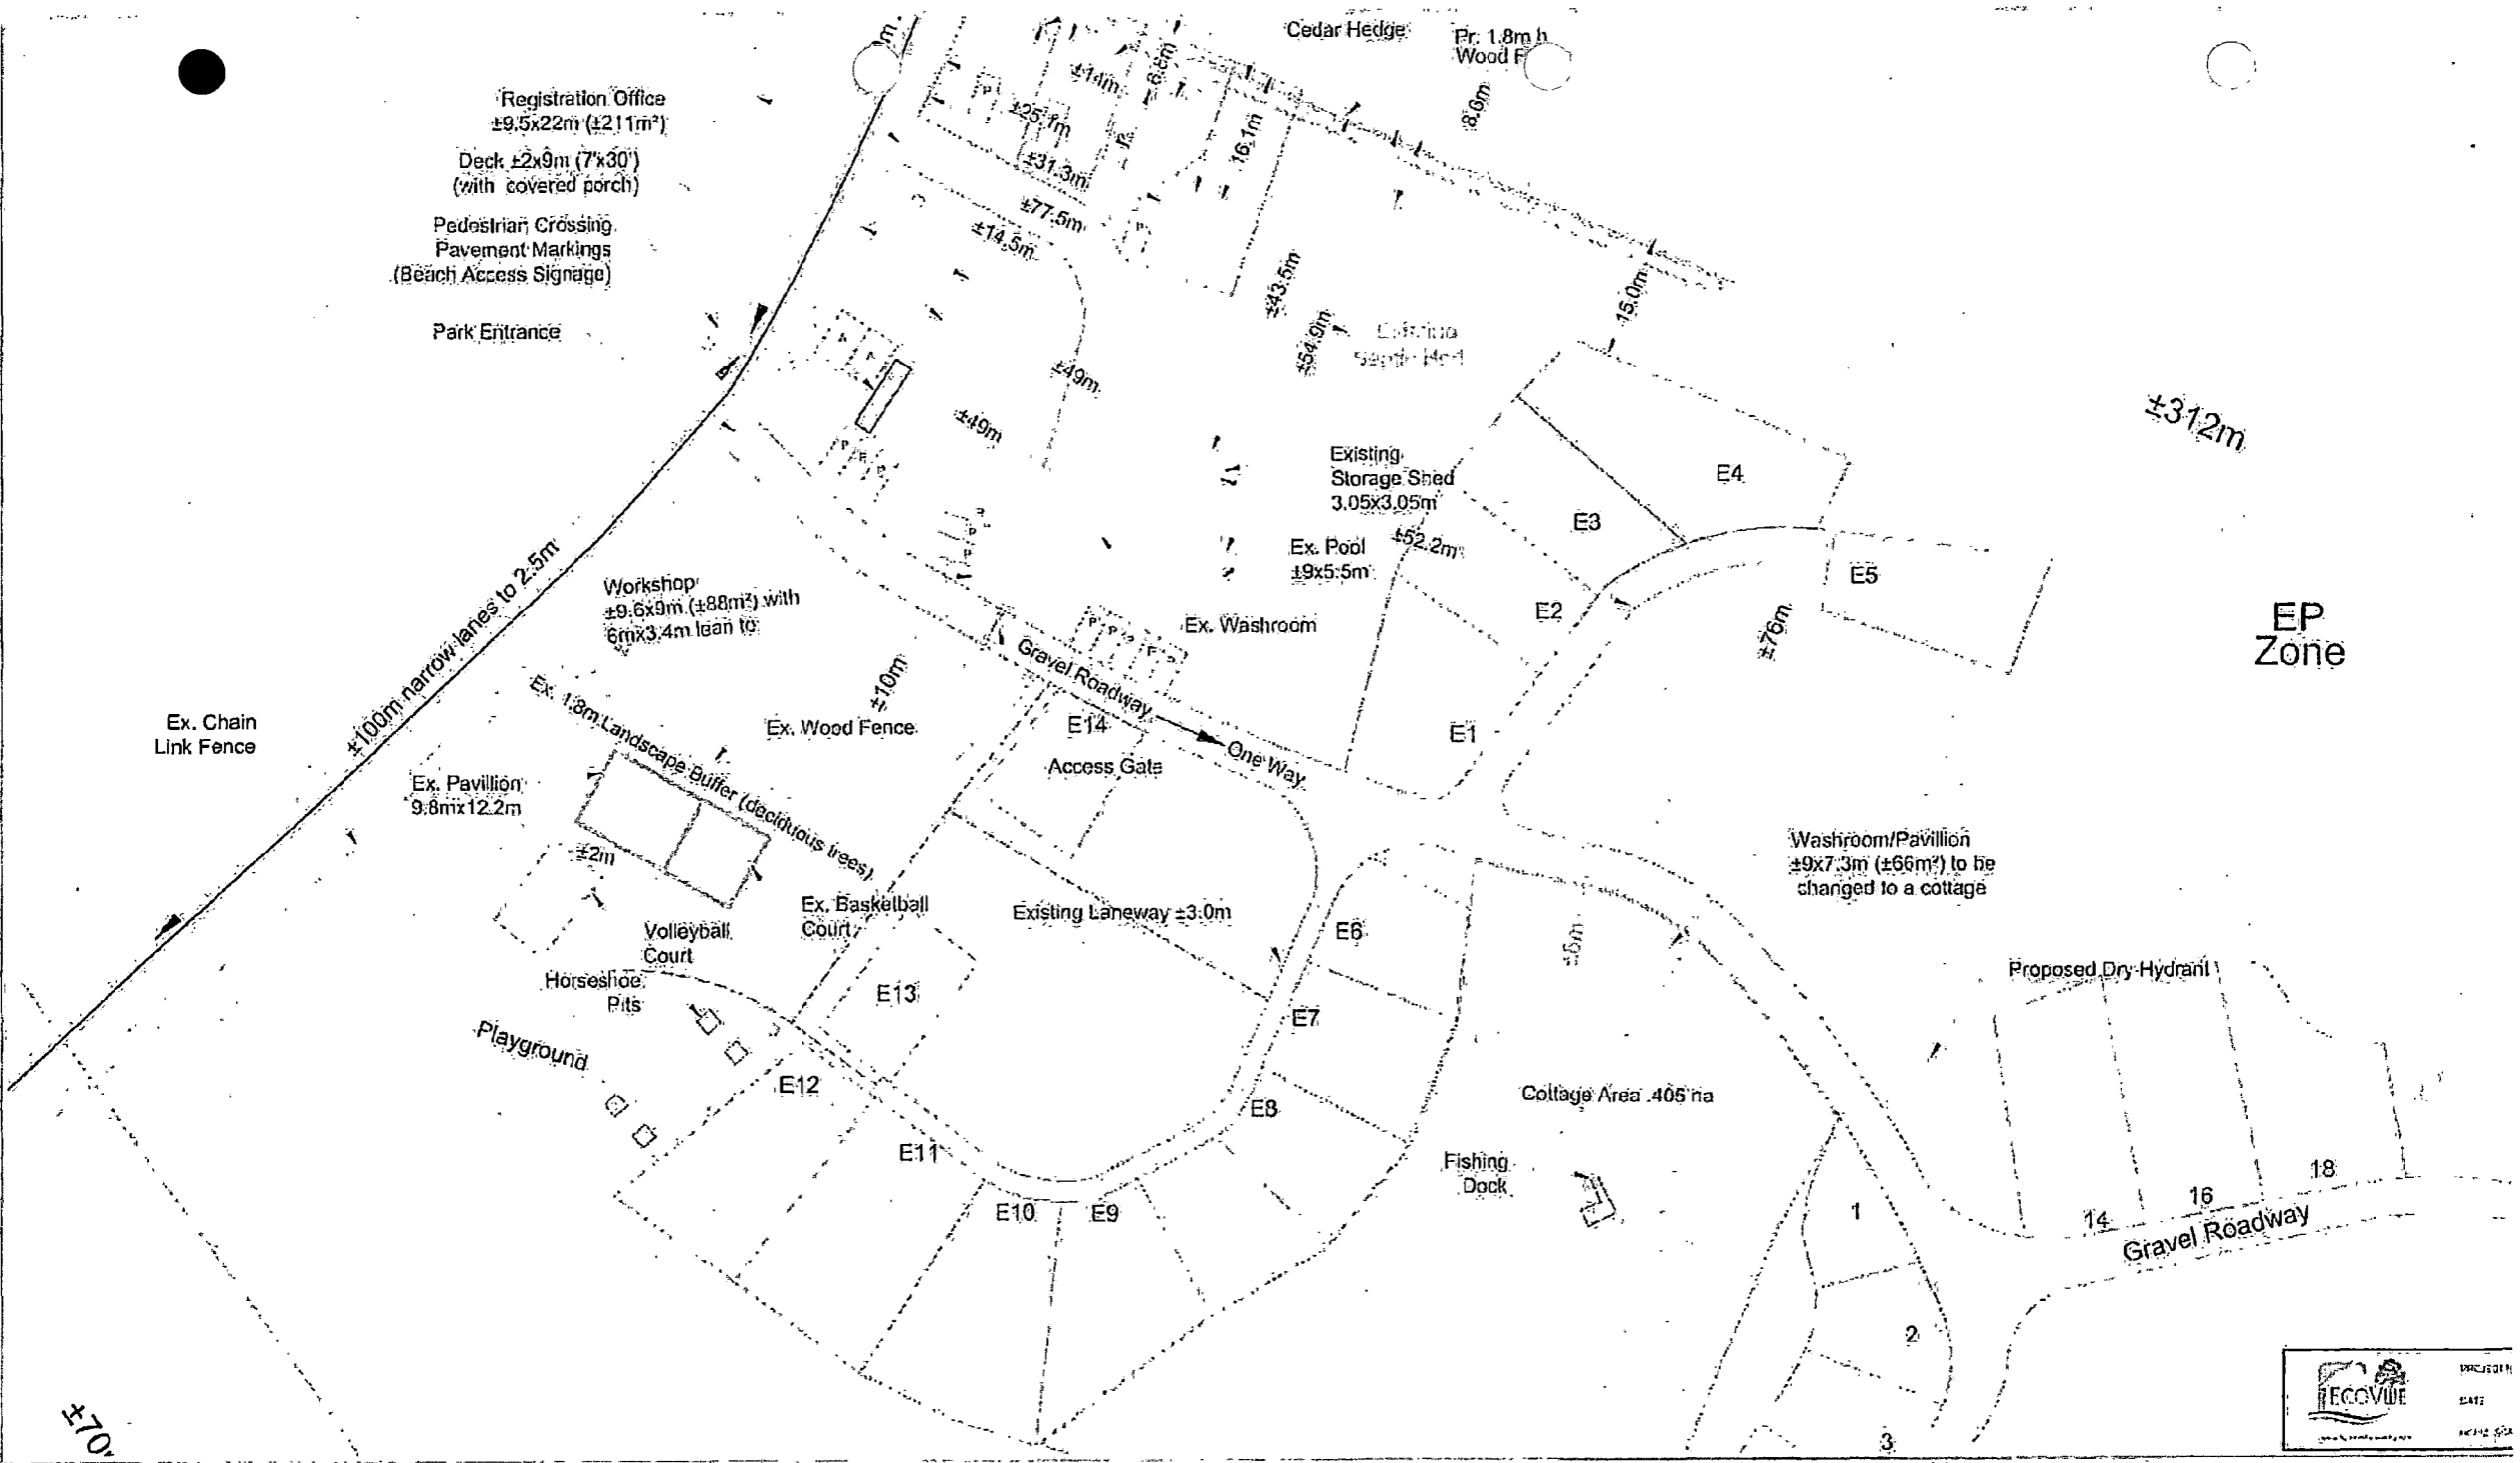 Cedar Hedge
Pr. 1.8m h
Wood F
8.6m
Registration Office
±9.5x22m (±211m²)
Deck ±2x9m (7'x30')
(with covered porch)
Pedestrian Crossing
Pavement Markings
(Beach Access Signage)
Park Entrance
±14m
6.8m
±25.1m
±31.3m
16.1m
±77.5m
±14.5m
±43.5m
±54.9m
15.0m
Existing
±49m
±49m
±312m
Existing
Storage Shed
3.05x3.05m
±52.2m
Ex. Pool
±9x5.5m
Ex. Washroom
E4
E3
E5
E2
E1
±76m
EP
Zone
±100m narrow lanes to 2.5m
Workshop
±9.6x9m (±88m²) with
6mx3.4m lean to
±10m
Gravel Roadway
One Way
Ex. 1.8m Landscape Buffer (deciduous trees)
Ex. Wood Fence
E14
Access Gate
Ex. Chain
Link Fence
Ex. Pavillion
9.8mx12.2m
±2m
Volleyball
Court
Ex. Basketball
Court
Existing Laneway ±3.0m
Washroom/Pavillion
±9x7.3m (±66m²) to be
changed to a cottage
Horseshoe
Pits
Playground
E13
E12
E11
E10
E9
E8
E7
E6
±6m
Proposed Dry Hydrant
Cottage Area .405 ha
Fishing
Dock
1
2
3
14
16
18
Gravel Roadway
±70
ECOVUE
DATE